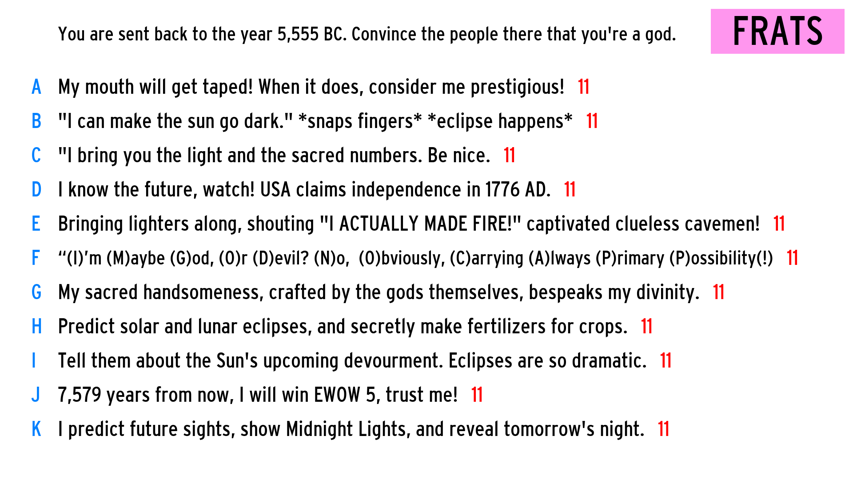 You are sent back to the year 5,555 BC. Convince the people there that you're a god.
FRATS
A My mouth will get taped! When it does, consider me prestigious! 11
B "I can make the sun go dark." *snaps fingers* *eclipse happens* 11
C "I bring you the light and the sacred numbers. Be nice. 11
D I know the future, watch! USA claims independence in 1776 AD. 11
E Bringing lighters along, shouting "I ACTUALLY MADE FIRE!" captivated clueless cavemen! 11
F “(I)’m (M)aybe (G)od, (O)r (D)evil? (N)o, (O)bviously, (C)arrying (A)lways (P)rimary (P)ossibility(!) 11
G My sacred handsomeness, crafted by the gods themselves, bespeaks my divinity. 11
H Predict solar and lunar eclipses, and secretly make fertilizers for crops. 11
I Tell them about the Sun's upcoming devourment. Eclipses are so dramatic. 11
J 7,579 years from now, I will win EWOW 5, trust me! 11
K I predict future sights, show Midnight Lights, and reveal tomorrow's night. 11